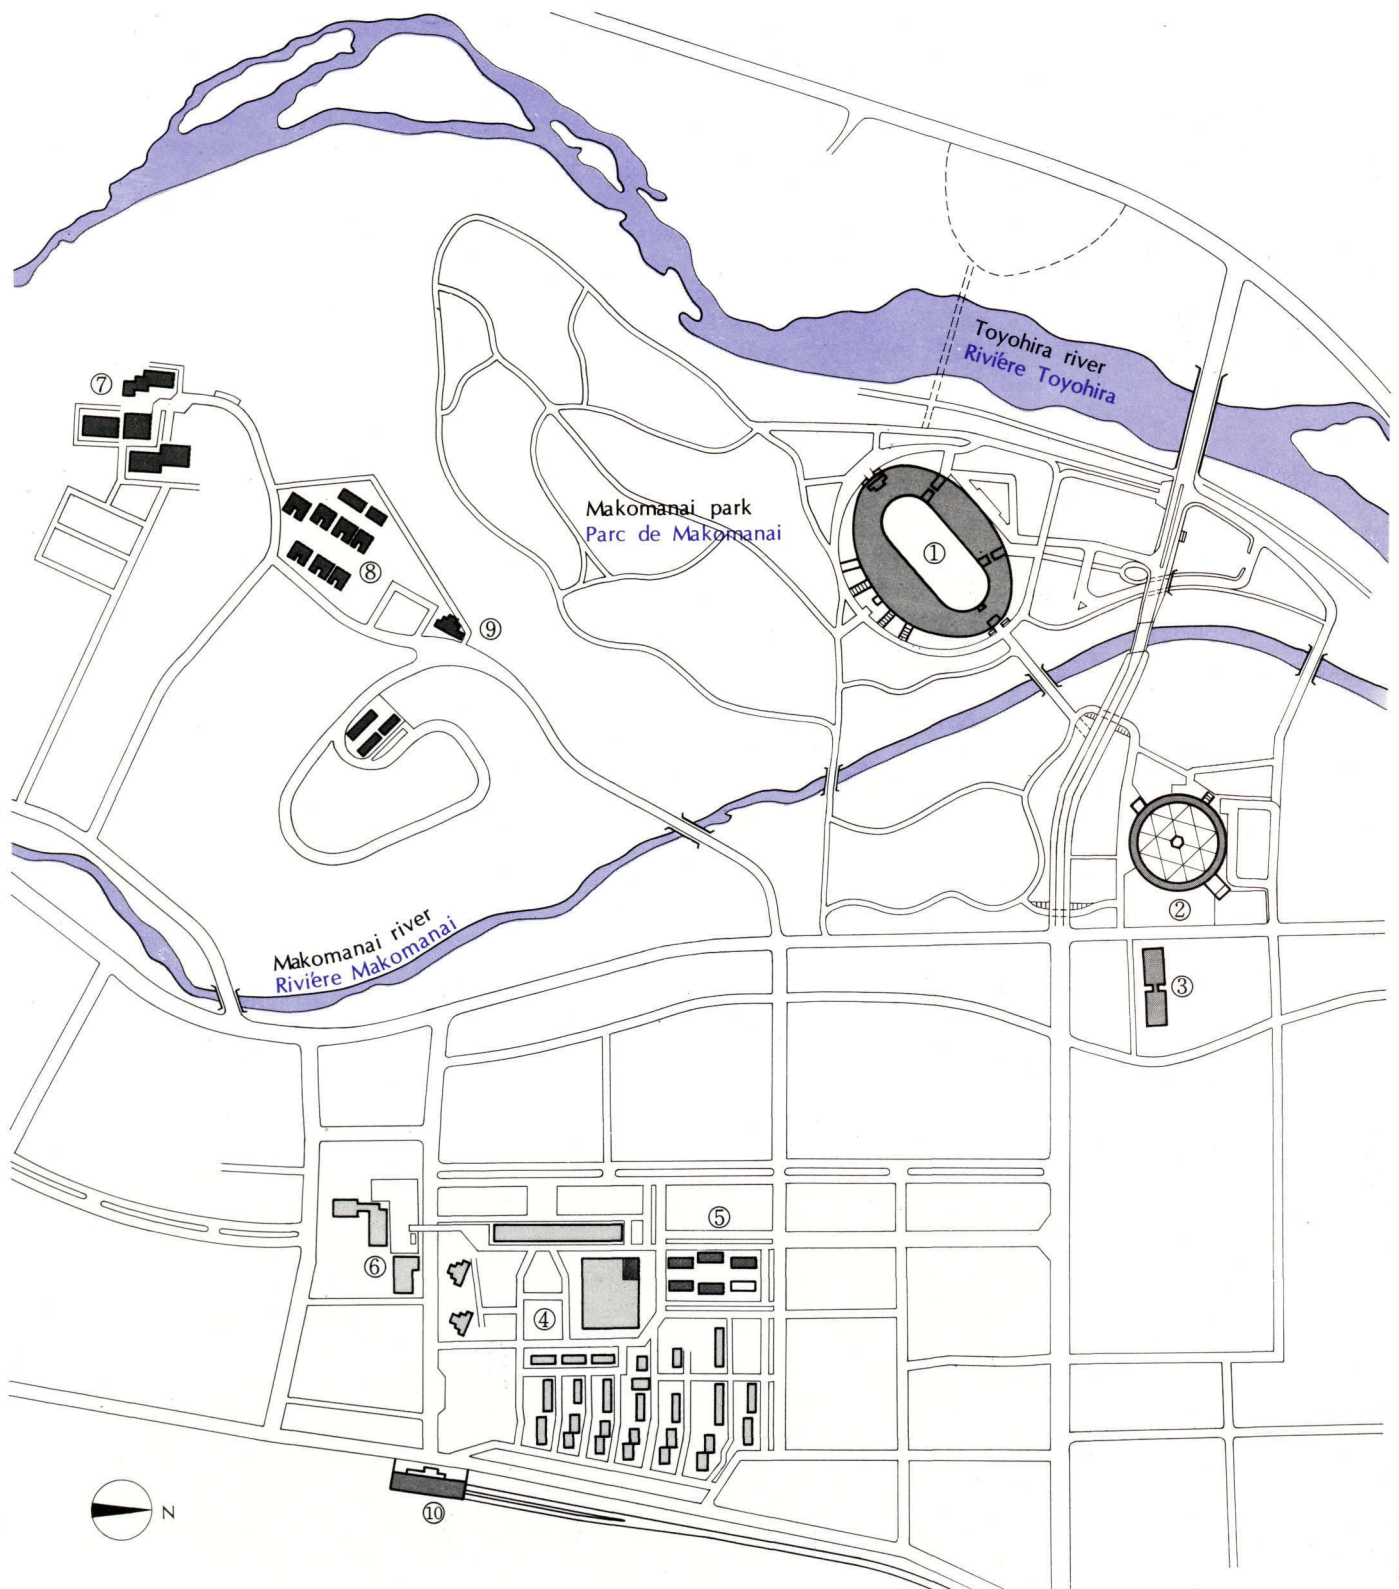 Toyohira river
Riviére Toyohira
⑦
Makomanai park
Parc de Makomanai
①
⑧
⑨
②
Makomanai river
Riviére Makomanai
③
⑤
⑥
④
N
⑩